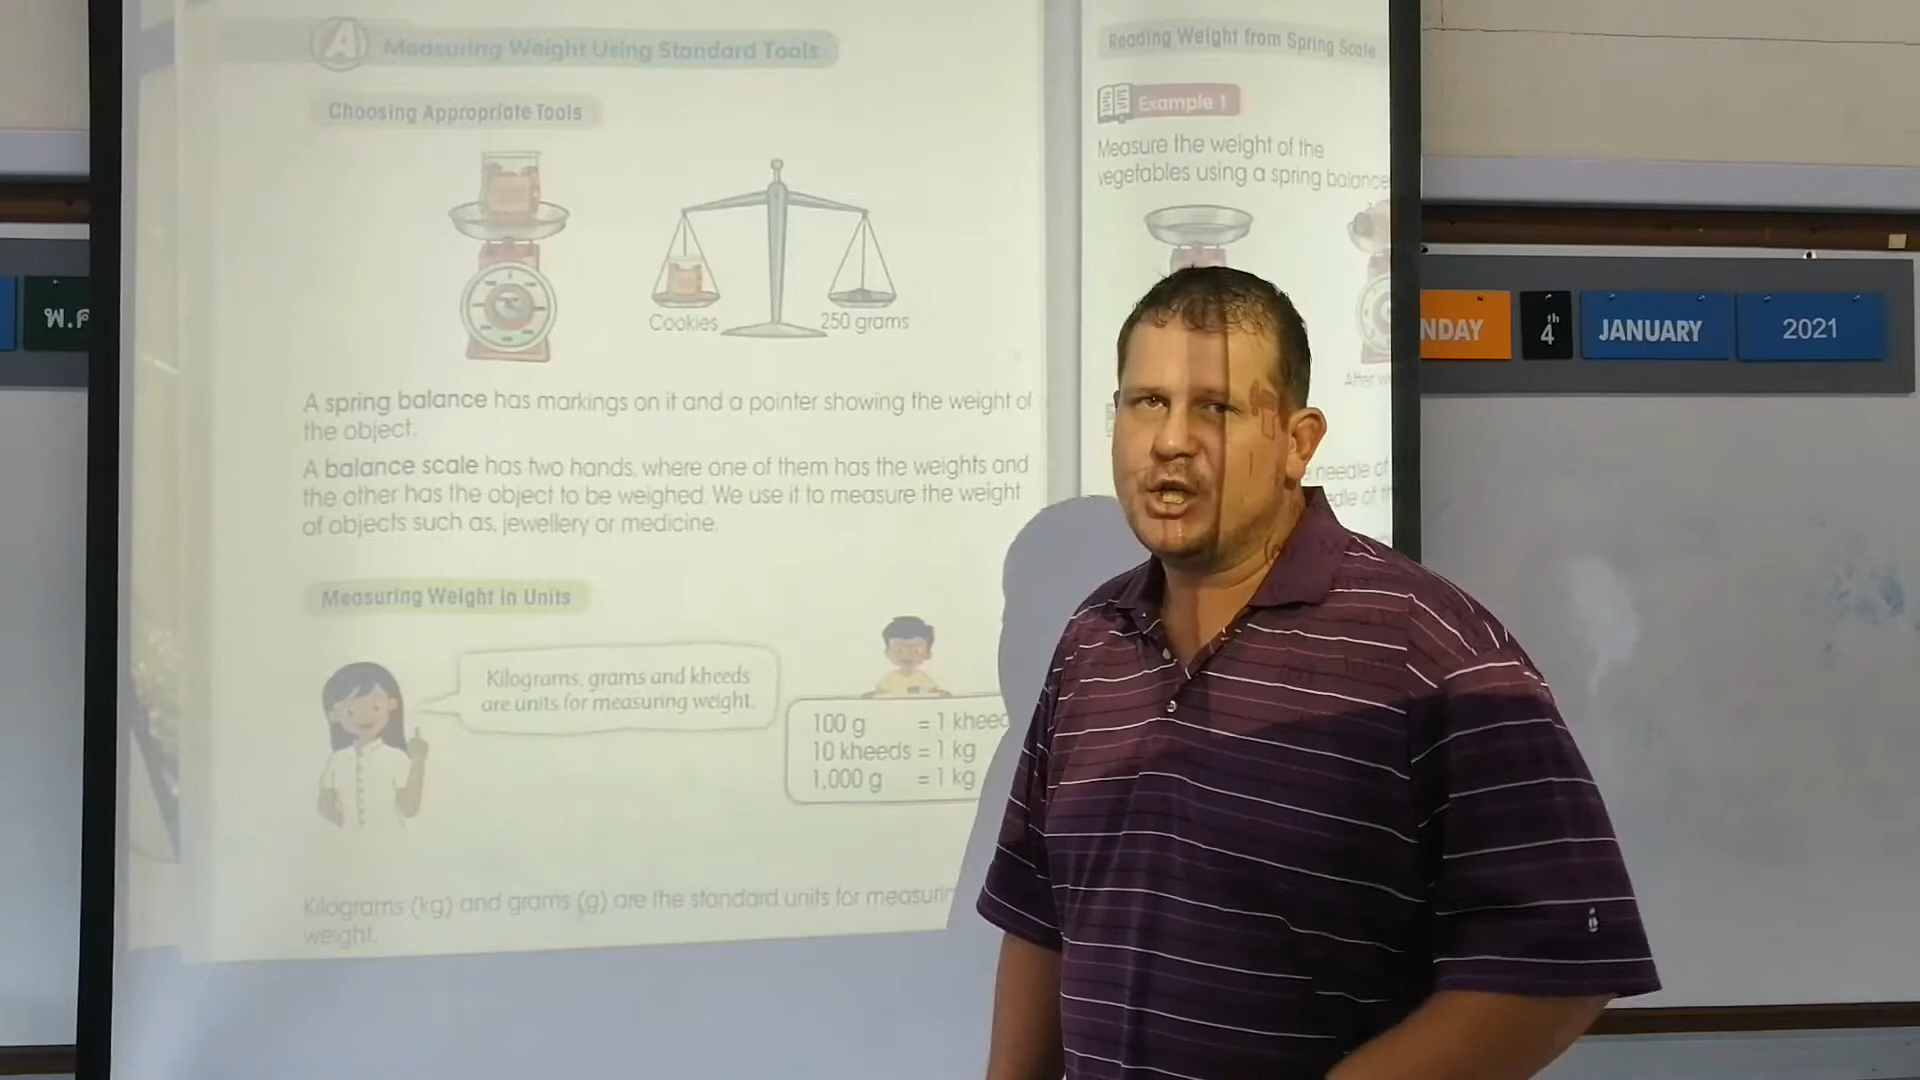 A Measuring Weight Using Standard Tools
Choosing Appropriate Tools
Cookies
250 grams
A spring balance has markings on it and a pointer showing the weight of
the object.
A balance scale has two hands, where one of them has the weights and
the other has the object to be weighed. We use it to measure the weight
of objects such as, jewellery or medicine.
Measuring Weight in Units
Kilograms, grams and kheeds
are units for measuring weight.
100 g = 1 kheed
10 kheeds = 1 kg
1,000 g = 1 kg
Kilograms (kg) and grams (g) are the standard units for
weight.
Reading Weight from Spring Scale
Example 1
Measure the weight of the
vegetables using a spring balance
After
needle of
พ.ศ
NDAY
4th
JANUARY
2021